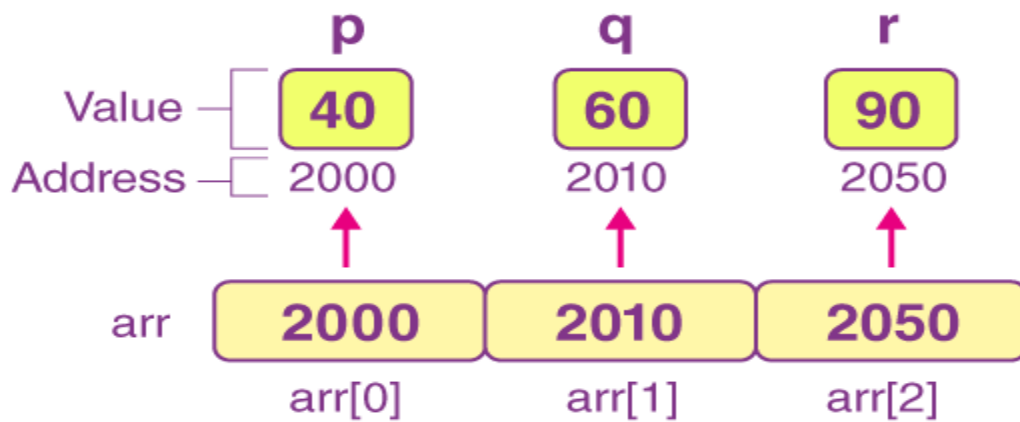 p q r
Value 40 60 90
Address 2000 2010 2050
arr 2000 2010 2050
arr[0] arr[1] arr[2]